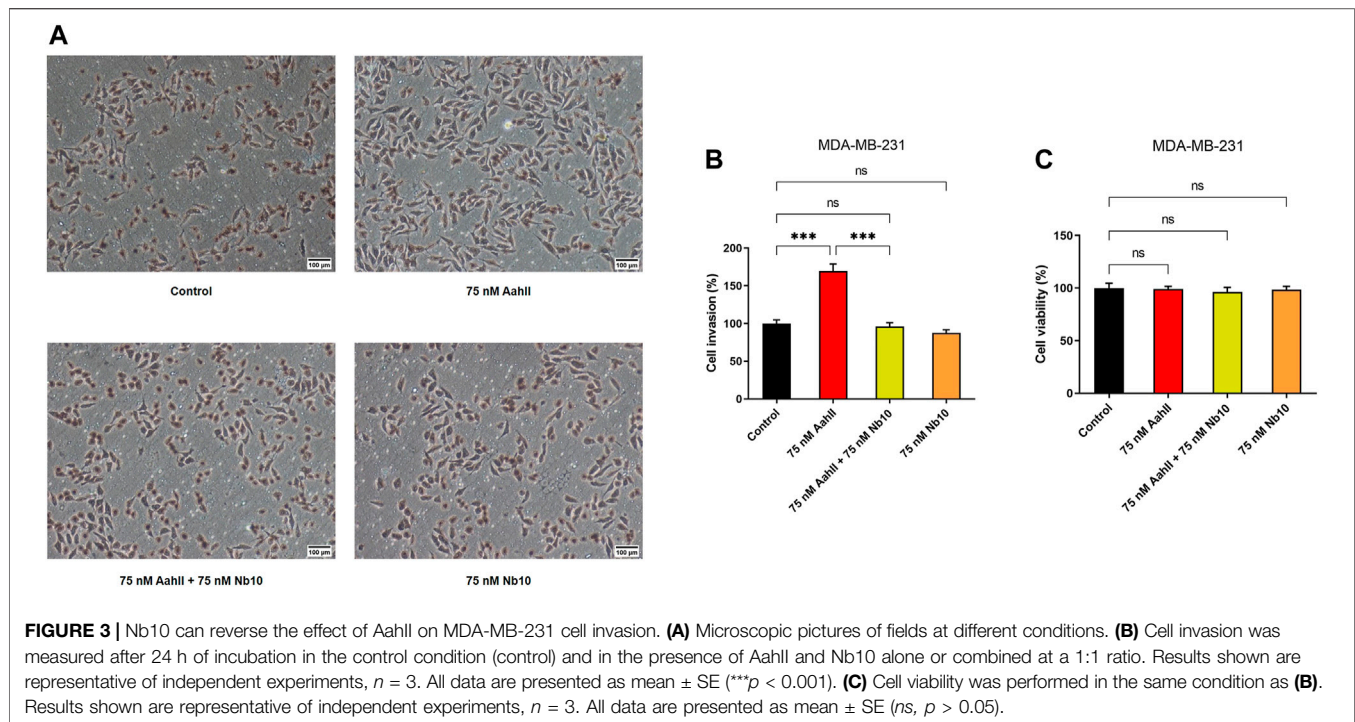 A
100 µm
Control
100 µm
75 nM AahII
100 µm
75 nM AahII + 75 nM Nb10
100 µm
75 nM Nb10
B
MDA-MB-231
ns
ns
***
***
Cell invasion (%)
200
150
100
50
0
Control
75 nM AahII
75 nM AahII + 75 nM Nb10
75 nM Nb10
C
MDA-MB-231
ns
ns
ns
Cell viability (%)
150
100
50
0
Control
75 nM AahII
75 nM AahII + 75 nM Nb10
75 nM Nb10
FIGURE 3 | Nb10 can reverse the effect of AahII on MDA-MB-231 cell invasion. (A) Microscopic pictures of fields at different conditions. (B) Cell invasion was
measured after 24 h of incubation in the control condition (control) and in the presence of AahII and Nb10 alone or combined at a 1:1 ratio. Results shown are
representative of independent experiments, n = 3. All data are presented as mean ± SE (***p < 0.001). (C) Cell viability was performed in the same condition as (B).
Results shown are representative of independent experiments, n = 3. All data are presented as mean ± SE (ns, p > 0.05).